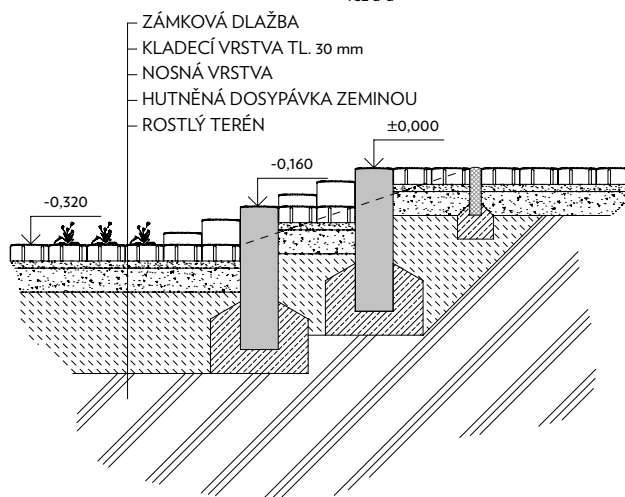 ZÁMKOVÁ DLAŽBA
KLADECÍ VRSTVA TL. 30 mm
NOSNÁ VRSTVA
HUTNĚNÁ DOSYPÁVKA ZEMINOU
ROSTLÝ TERÉN
±0,000
-0,160
-0,320